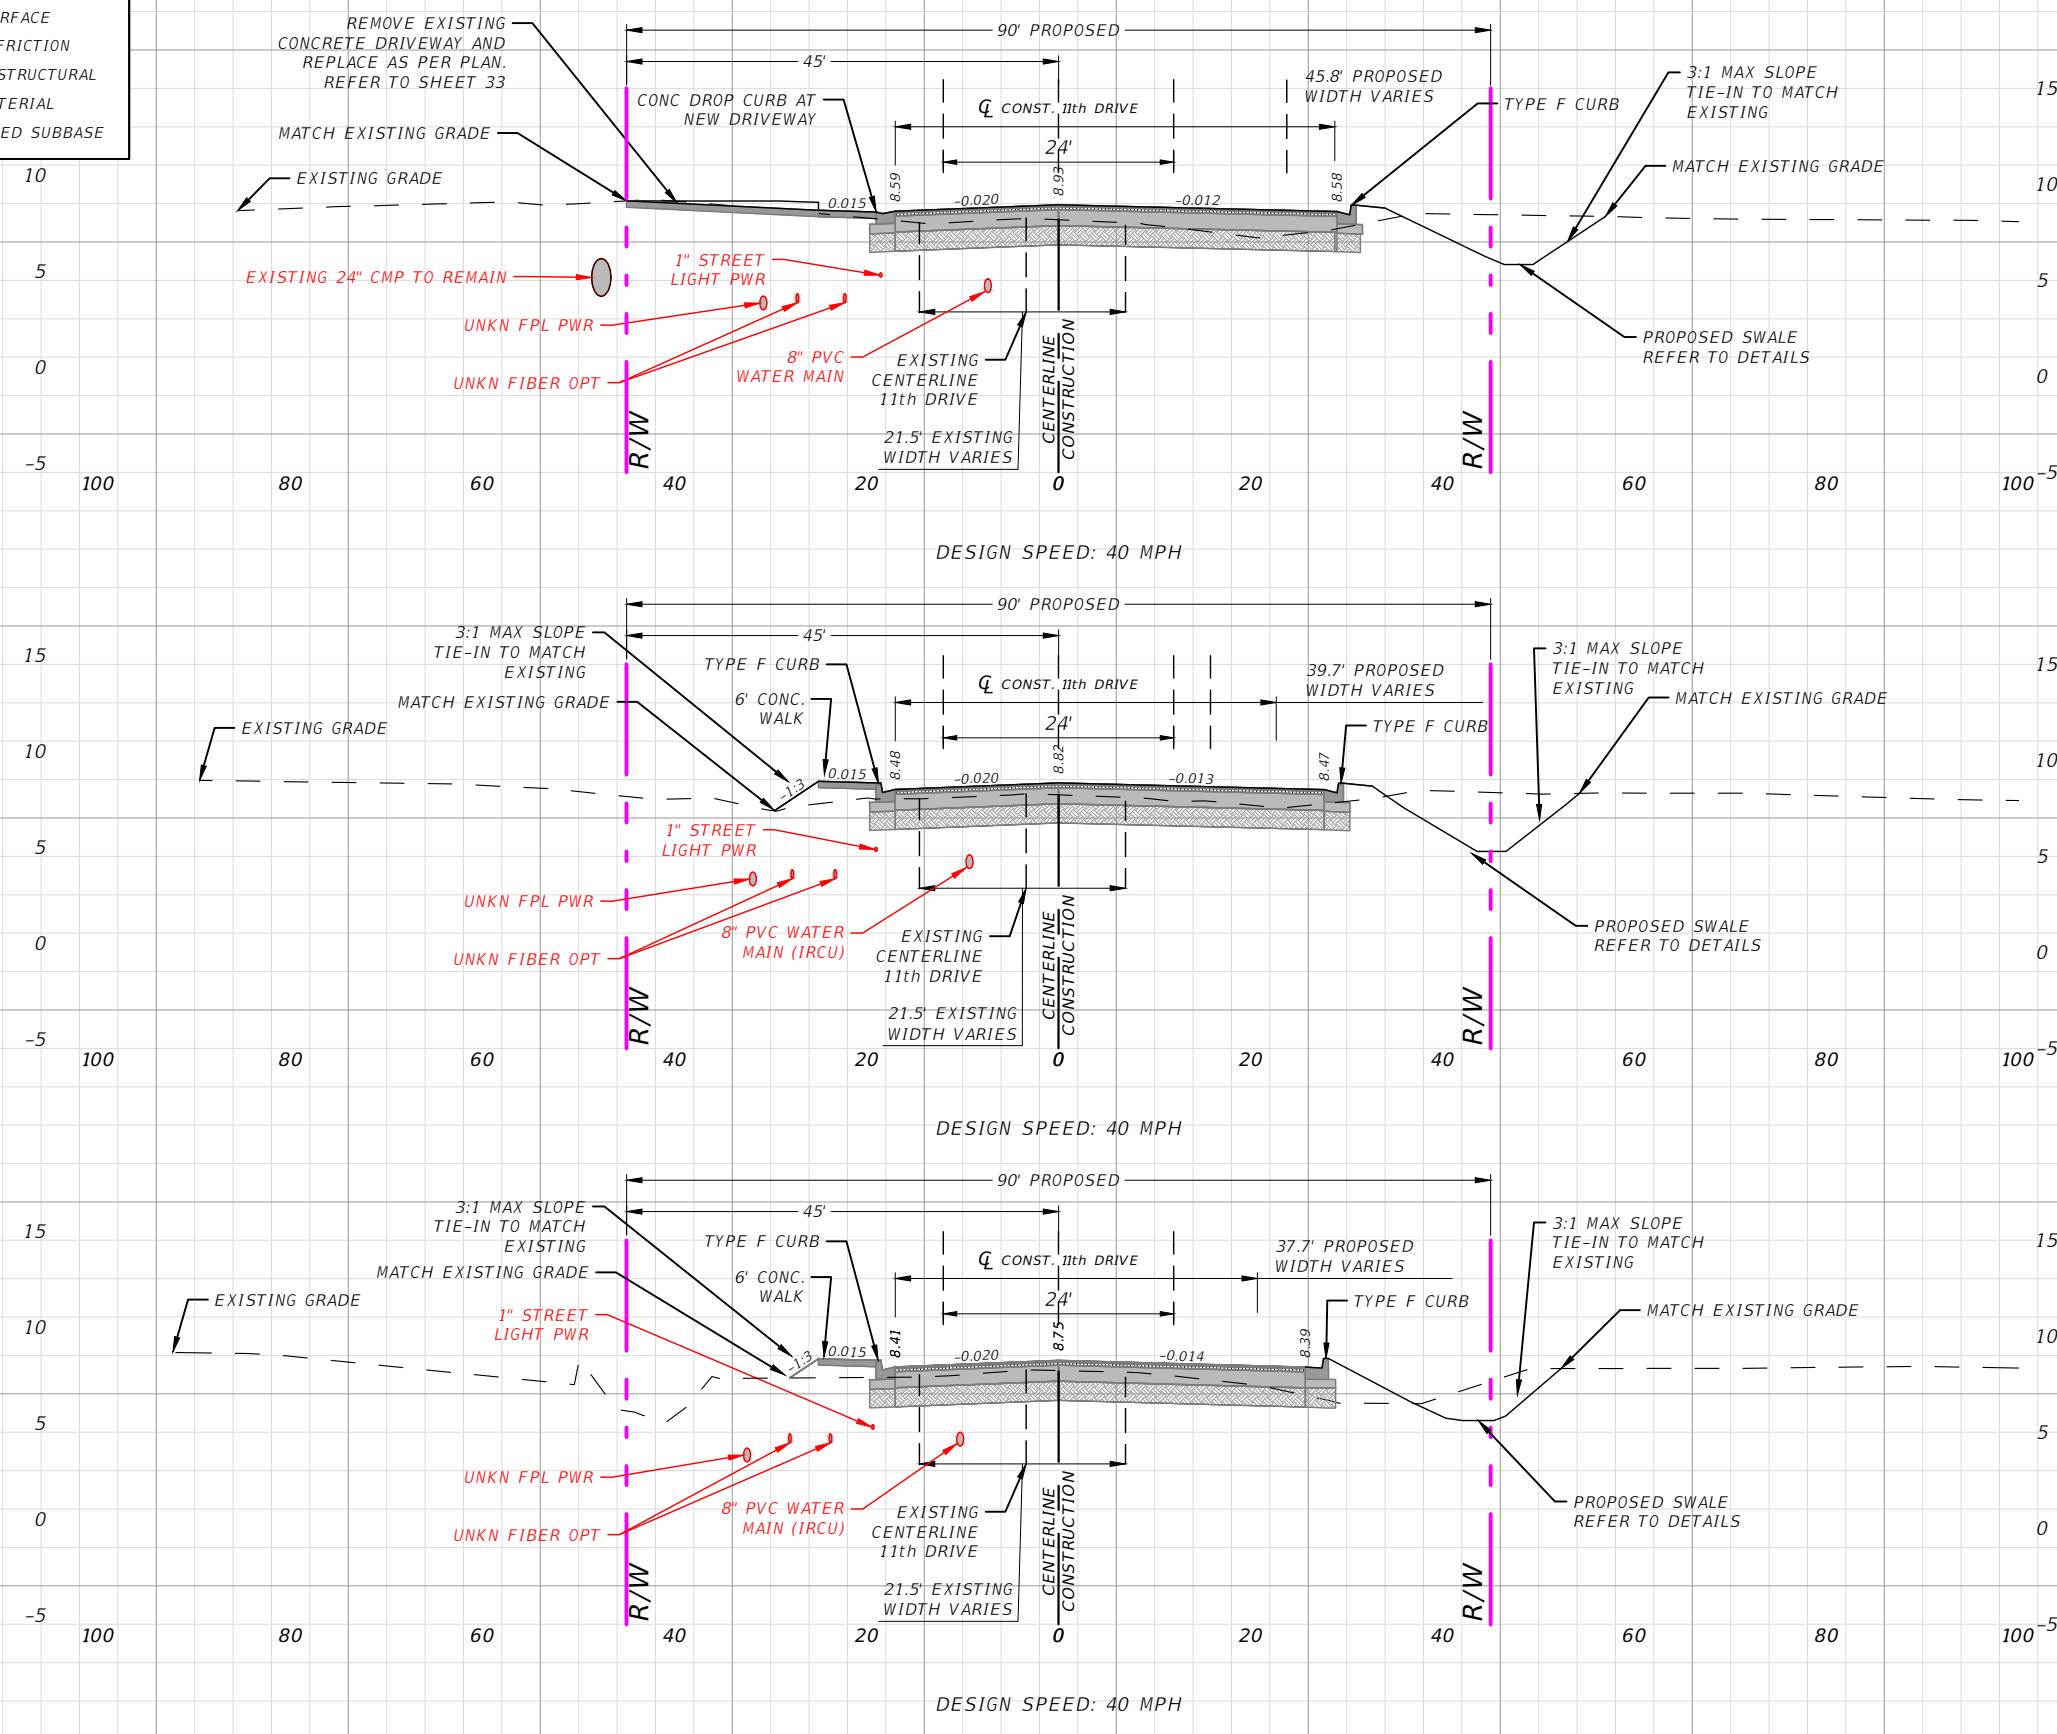 RFACE
FRICTION
STRUCTURAL
TERIAL
ED SUBBASE
REMOVE EXISTING
CONCRETE DRIVEWAY AND
REPLACE AS PER PLAN.
REFER TO SHEET 33
MATCH EXISTING GRADE
EXISTING GRADE
CONC DROP CURB AT
NEW DRIVEWAY
90' PROPOSED
45'
℄ CONST. 11th DRIVE
24'
45.8' PROPOSED
WIDTH VARIES
TYPE F CURB
3:1 MAX SLOPE
TIE-IN TO MATCH
EXISTING
MATCH EXISTING GRADE
8.59
8.93
8.58
0.015
-0.020
-0.012
EXISTING 24" CMP TO REMAIN
1" STREET
LIGHT PWR
UNKN FPL PWR
UNKN FIBER OPT
8" PVC
WATER MAIN
EXISTING
CENTERLINE
11th DRIVE
21.5' EXISTING
WIDTH VARIES
CENTERLINE
CONSTRUCTION
PROPOSED SWALE
REFER TO DETAILS
R/W
R/W
10
5
0
-5
15
10
5
0
-5
100 80 60 40 20 0 20 40 60 80 100
DESIGN SPEED: 40 MPH
90' PROPOSED
45'
3:1 MAX SLOPE
TIE-IN TO MATCH
EXISTING
MATCH EXISTING GRADE
EXISTING GRADE
TYPE F CURB
6' CONC.
WALK
℄ CONST. 11th DRIVE
24'
39.7' PROPOSED
WIDTH VARIES
TYPE F CURB
3:1 MAX SLOPE
TIE-IN TO MATCH
EXISTING
MATCH EXISTING GRADE
8.48
8.82
8.47
-1:3
0.015
-0.020
-0.013
1" STREET
LIGHT PWR
UNKN FPL PWR
UNKN FIBER OPT
8" PVC WATER
MAIN (IRCU)
EXISTING
CENTERLINE
11th DRIVE
21.5' EXISTING
WIDTH VARIES
CENTERLINE
CONSTRUCTION
PROPOSED SWALE
REFER TO DETAILS
R/W
R/W
15
10
5
0
-5
15
10
5
0
-5
100 80 60 40 20 0 20 40 60 80 100
DESIGN SPEED: 40 MPH
90' PROPOSED
45'
3:1 MAX SLOPE
TIE-IN TO MATCH
EXISTING
MATCH EXISTING GRADE
EXISTING GRADE
TYPE F CURB
6' CONC.
WALK
℄ CONST. 11th DRIVE
24'
37.7' PROPOSED
WIDTH VARIES
TYPE F CURB
3:1 MAX SLOPE
TIE-IN TO MATCH
EXISTING
MATCH EXISTING GRADE
8.41
8.75
8.39
-1:3
0.015
-0.020
-0.014
1" STREET
LIGHT PWR
UNKN FPL PWR
UNKN FIBER OPT
8" PVC WATER
MAIN (IRCU)
EXISTING
CENTERLINE
11th DRIVE
21.5' EXISTING
WIDTH VARIES
CENTERLINE
CONSTRUCTION
PROPOSED SWALE
REFER TO DETAILS
R/W
R/W
15
10
5
0
-5
15
10
5
0
-5
100 80 60 40 20 0 20 40 60 80 100
DESIGN SPEED: 40 MPH